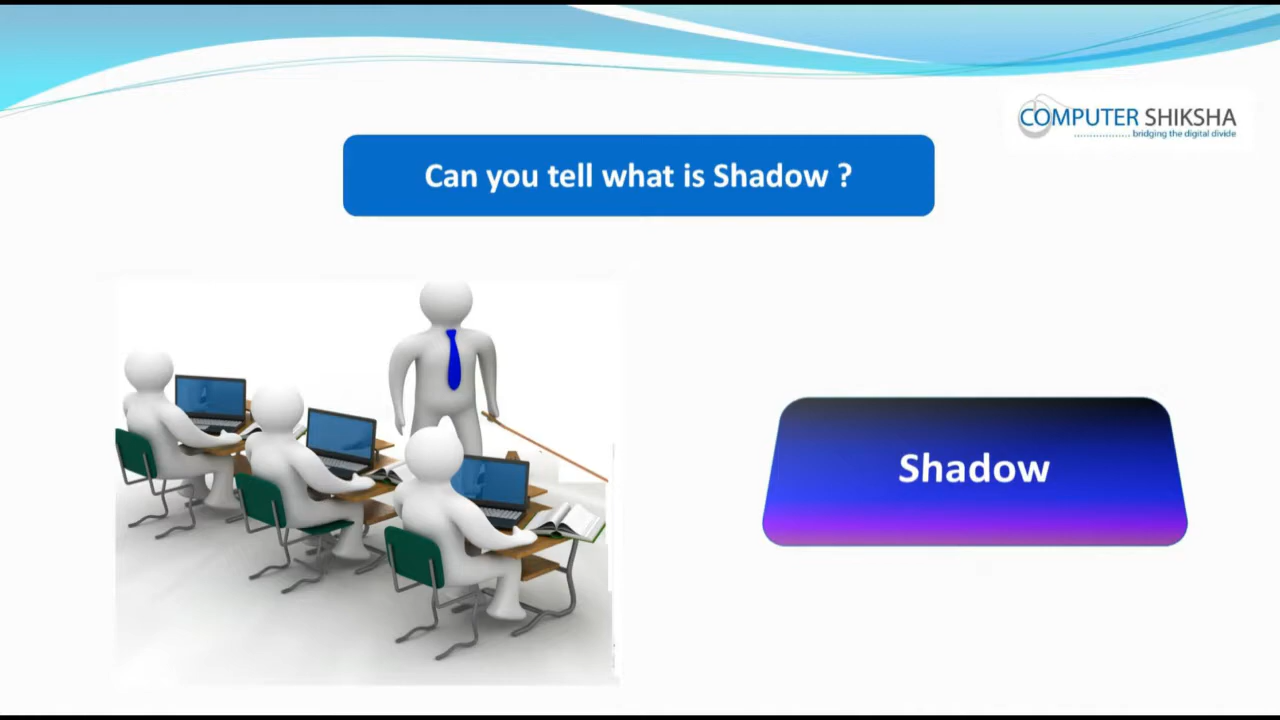 COMPUTER SHIKSHA
bridging the digital divide
Can you tell what is Shadow ?
Shadow